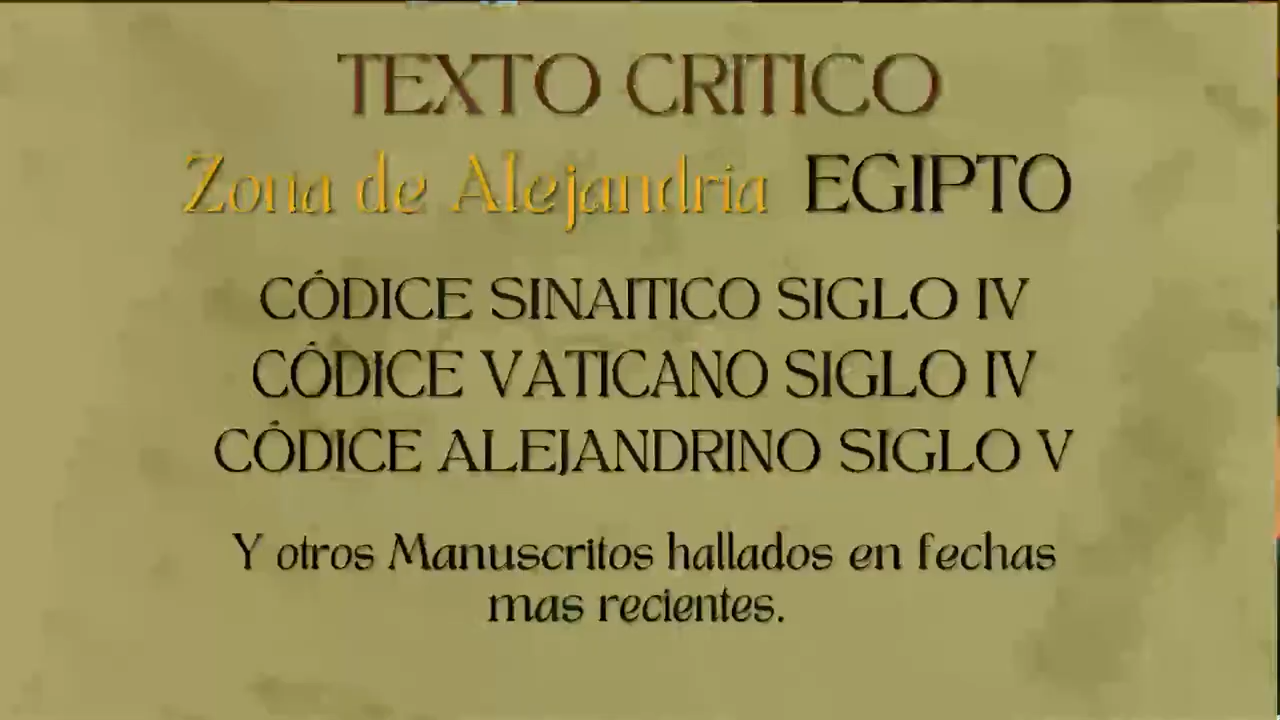 TEXTO CRITICO
Zona de Alejandria EGIPTO
CÓDICE SINAITICO SIGLO IV
CÓDICE VATICANO SIGLO IV
CÓDICE ALEJANDRINO SIGLO V
Y otros Manuscritos hallados en fechas
mas recientes.